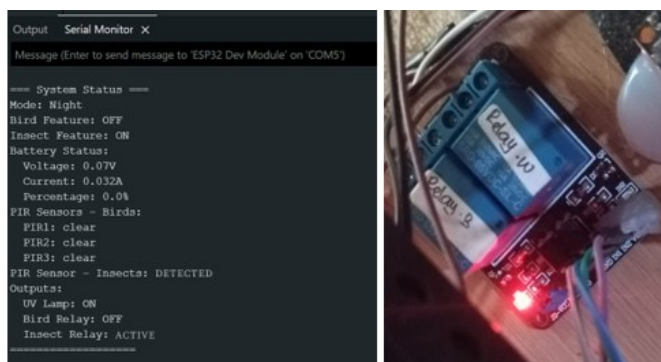 Output Serial Monitor X
Message (Enter to send message to 'ESP32 Dev Module' on 'COM5')
=== System Status ===
Mode: Night
Bird Feature: OFF
Insect Feature: ON
Battery Status:
Voltage: 0.07V
Current: 0.032A
Percentage: 0.0%
PIR Sensors - Birds:
PIR1: clear
PIR2: clear
PIR3: clear
PIR Sensor - Insects: DETECTED
Outputs:
UV Lamp: ON
Bird Relay: OFF
Insect Relay: ACTIVE
====================
Relay-W
Relay-B